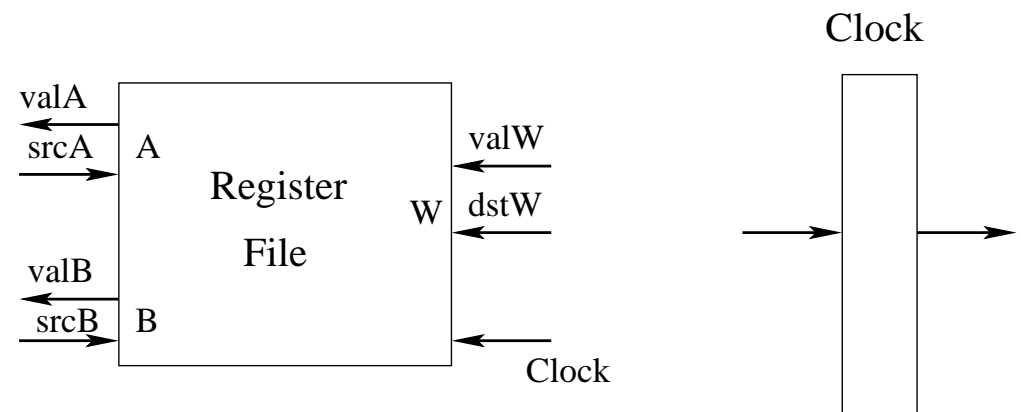 Clock
valA
srcA
A
Register
File
valB
srcB
B
valW
W
dstW
Clock